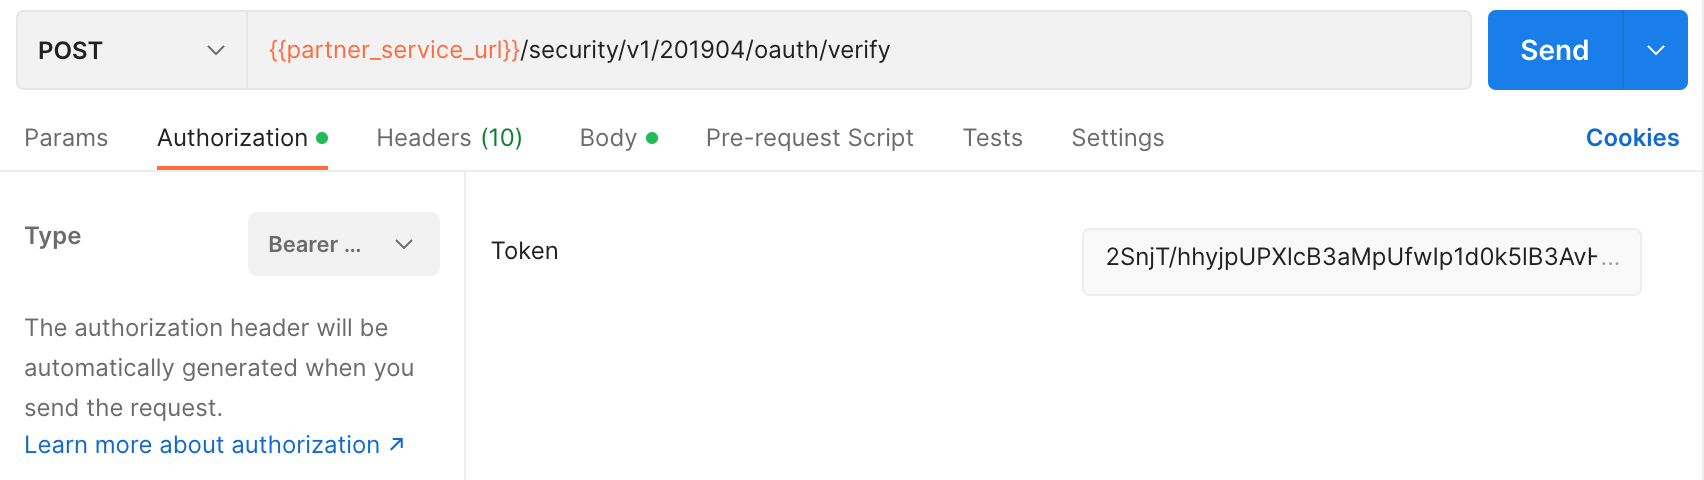 POST
{{partner_service_url}}/security/v1/201904/oauth/verify
Send
Params
Authorization
Headers (10)
Body
Pre-request Script
Tests
Settings
Cookies
Type
Bearer ...
The authorization header will be
automatically generated when you
send the request.
Learn more about authorization ↗
Token
2SnjT/hhyjpUPXlcB3aMpUfwlp1d0k5lB3AvH...